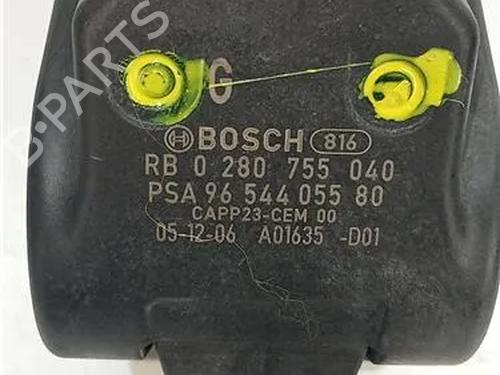 B-PARTS
G
BOSCH 816
RB 0 280 755 040
PSA 96 544 055 80
CAPP23-CEM 00
05-12-06 A01635 -D01